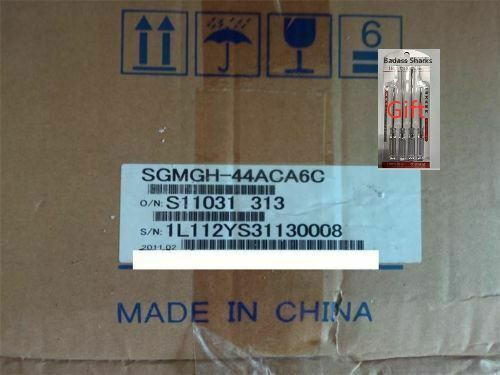 6
Badass Sharks
Gift
SGMGH-44ACA6C
O/N: S11031 313
S/N: 1L112YS31130008
2011.02
MADE IN CHINA